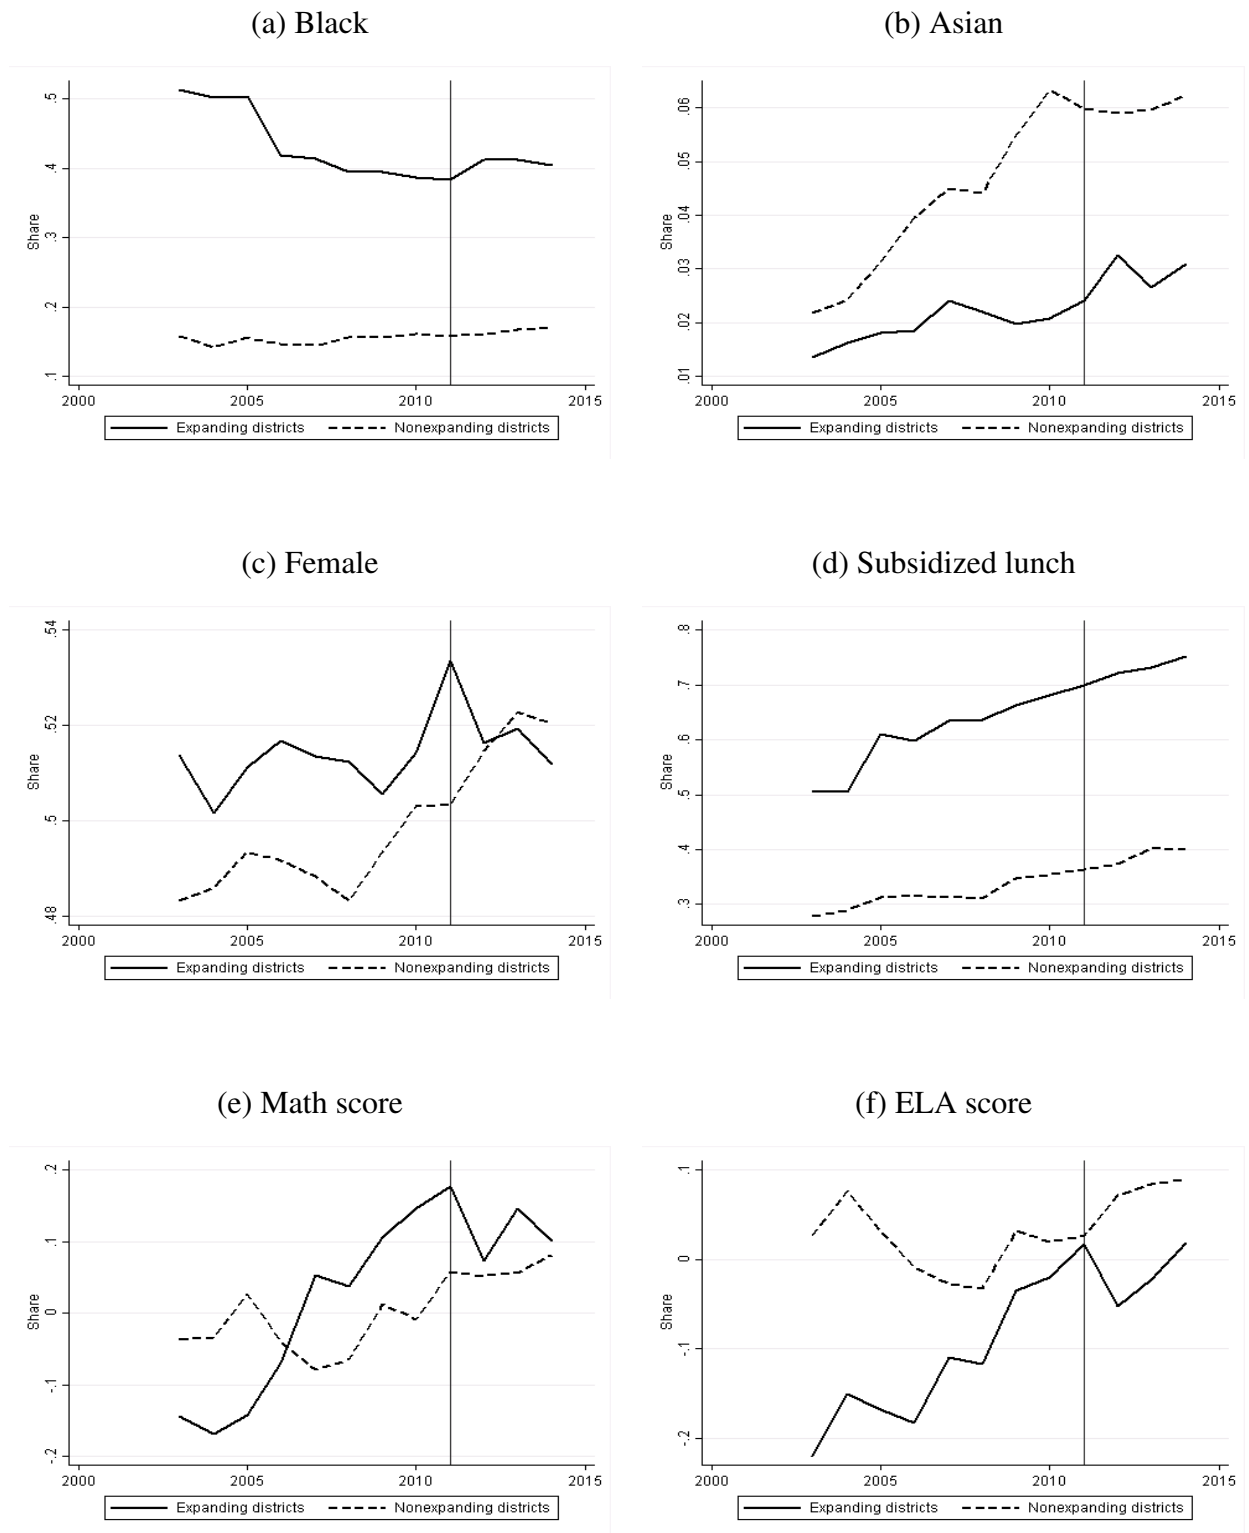 (a) Black
.5
.4
.3
.2
.1
Share
2000 2005 2010 2015
Expanding districts Nonexpanding districts
(b) Asian
.06
.05
.04
.03
.02
.01
Share
2000 2005 2010 2015
Expanding districts Nonexpanding districts
(c) Female
.54
.52
.5
.48
Share
2000 2005 2010 2015
Expanding districts Nonexpanding districts
(d) Subsidized lunch
.8
.7
.6
.5
.4
.3
Share
2000 2005 2010 2015
Expanding districts Nonexpanding districts
(e) Math score
.2
.1
0
-.1
-.2
Share
2000 2005 2010 2015
Expanding districts Nonexpanding districts
(f) ELA score
.1
0
-.1
-.2
Share
2000 2005 2010 2015
Expanding districts Nonexpanding districts